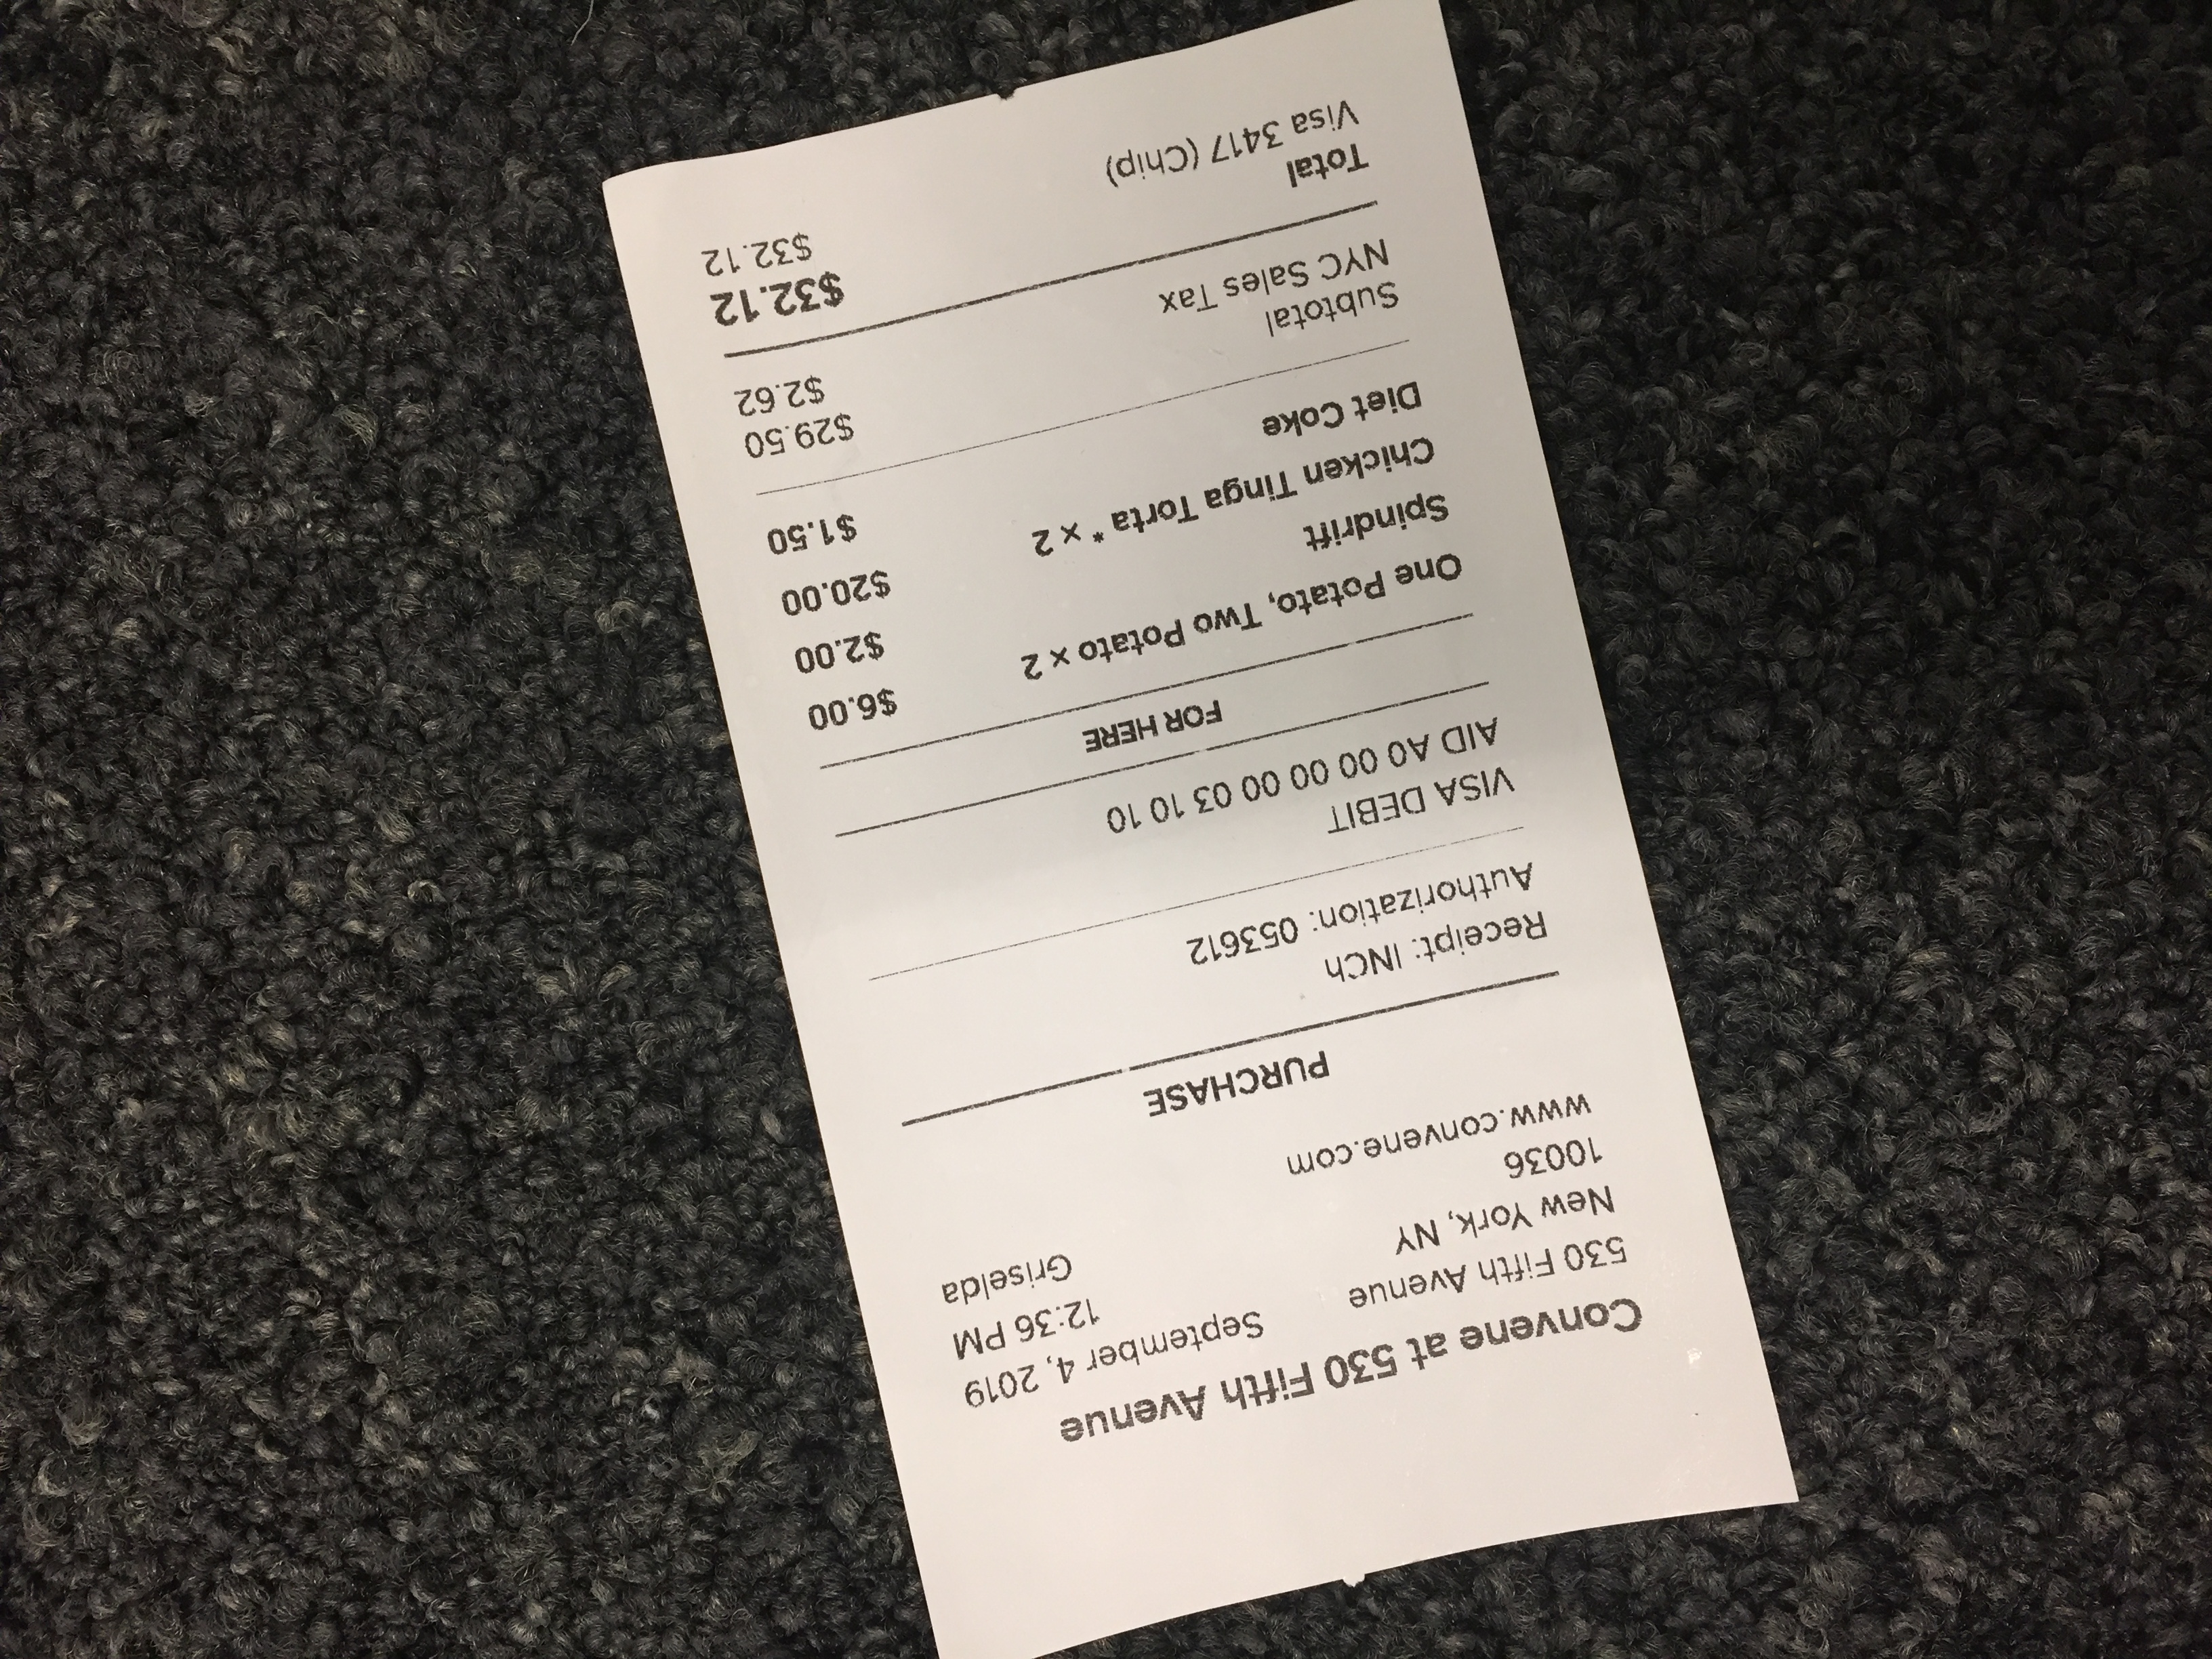 Convene at 530 Fifth Avenue
530 Fifth Avenue September 4, 2019
New York, NY 12:36 PM
10036 Griselda
www.convene.com
PURCHASE
Receipt: INCh
Authorization: 053612
VISA DEBIT
AID A0 00 00 00 03 10 10
FOR HERE
One Potato, Two Potato × 2 $6.00
Spindrift $2.00
Chicken Tinga Torta * × 2 $20.00
Diet Coke $1.50
Subtotal $29.50
NYC Sales Tax $2.62
Total $32.12
Visa 3417 (Chip) $32.12